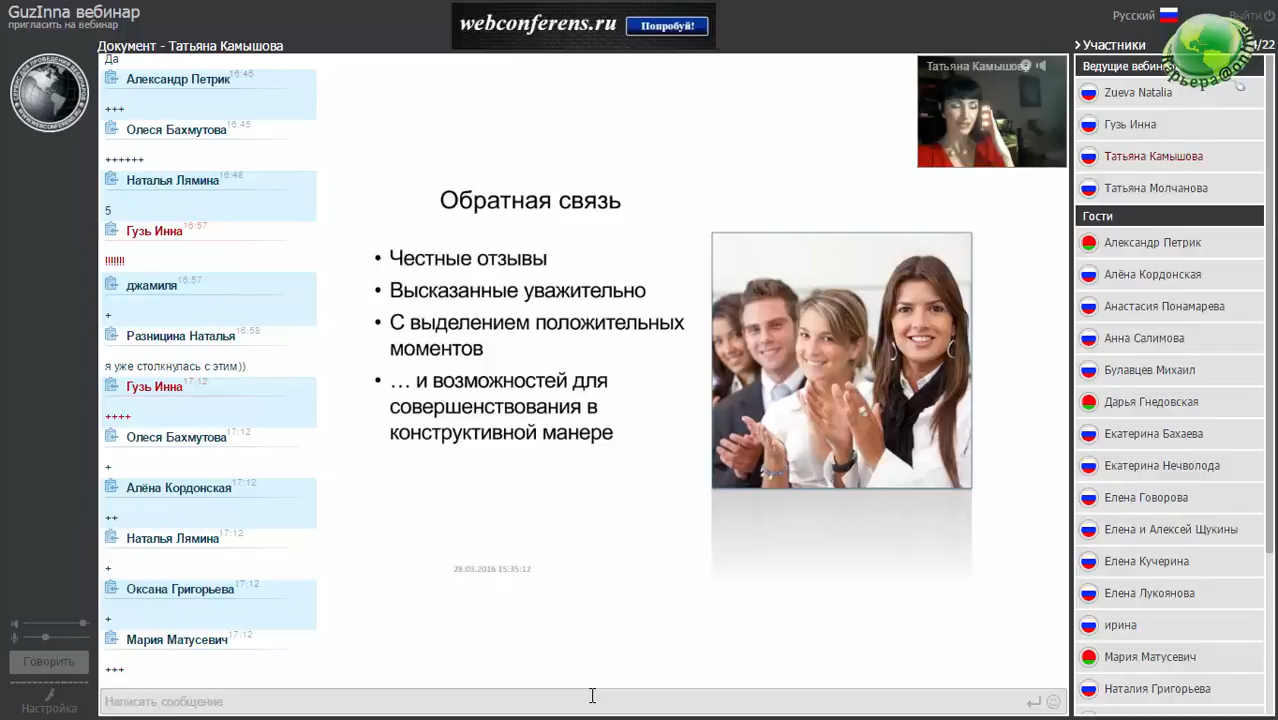 GuzInna вебинар
пригласить на вебинар
webconferens.ru Попробуй!
Русский
Выйти
Документ - Татьяна Камышова
Да
Александр Петрик 16:45
+++
Олеся Бахмутова 16:45
++++++
Наталья Лямина 16:48
5
Гузь Инна 16:57
!!!!!!!
джамиля 16:57
+
Разницина Наталья 16:59
я уже столкнулась с этим))
Гузь Инна 17:12
++++
Олеся Бахмутова 17:12
+
Алёна Кордонская 17:12
++
Наталья Лямина 17:12
+
Оксана Григорьева 17:12
+
Мария Матусевич 17:12
+++
Написать сообщение
Говорить
Настройка
Татьяна Камышова
Обратная связь
• Честные отзывы
• Высказанные уважительно
• С выделением положительных
моментов
• … и возможностей для
совершенствования в
конструктивной манере
28.03.2016 15:35:12
Участники
/22
Ведущие
Zueva Natalia
Гузь Инна
Татьяна Камышова
Татьяна Молчанова
Гости
Александр Петрик
Алёна Кордонская
Анастасия Понамарева
Анна Салимова
Булавцев Михаил
Дарья Гнедовская
Екатерина Бахаева
Екатерина Нечволода
Елена Говорова
Елена и Алексей Щукины
Елена Кучерина
Елена Лукоянова
ирина
Мария Матусевич
Наталия Григорьева